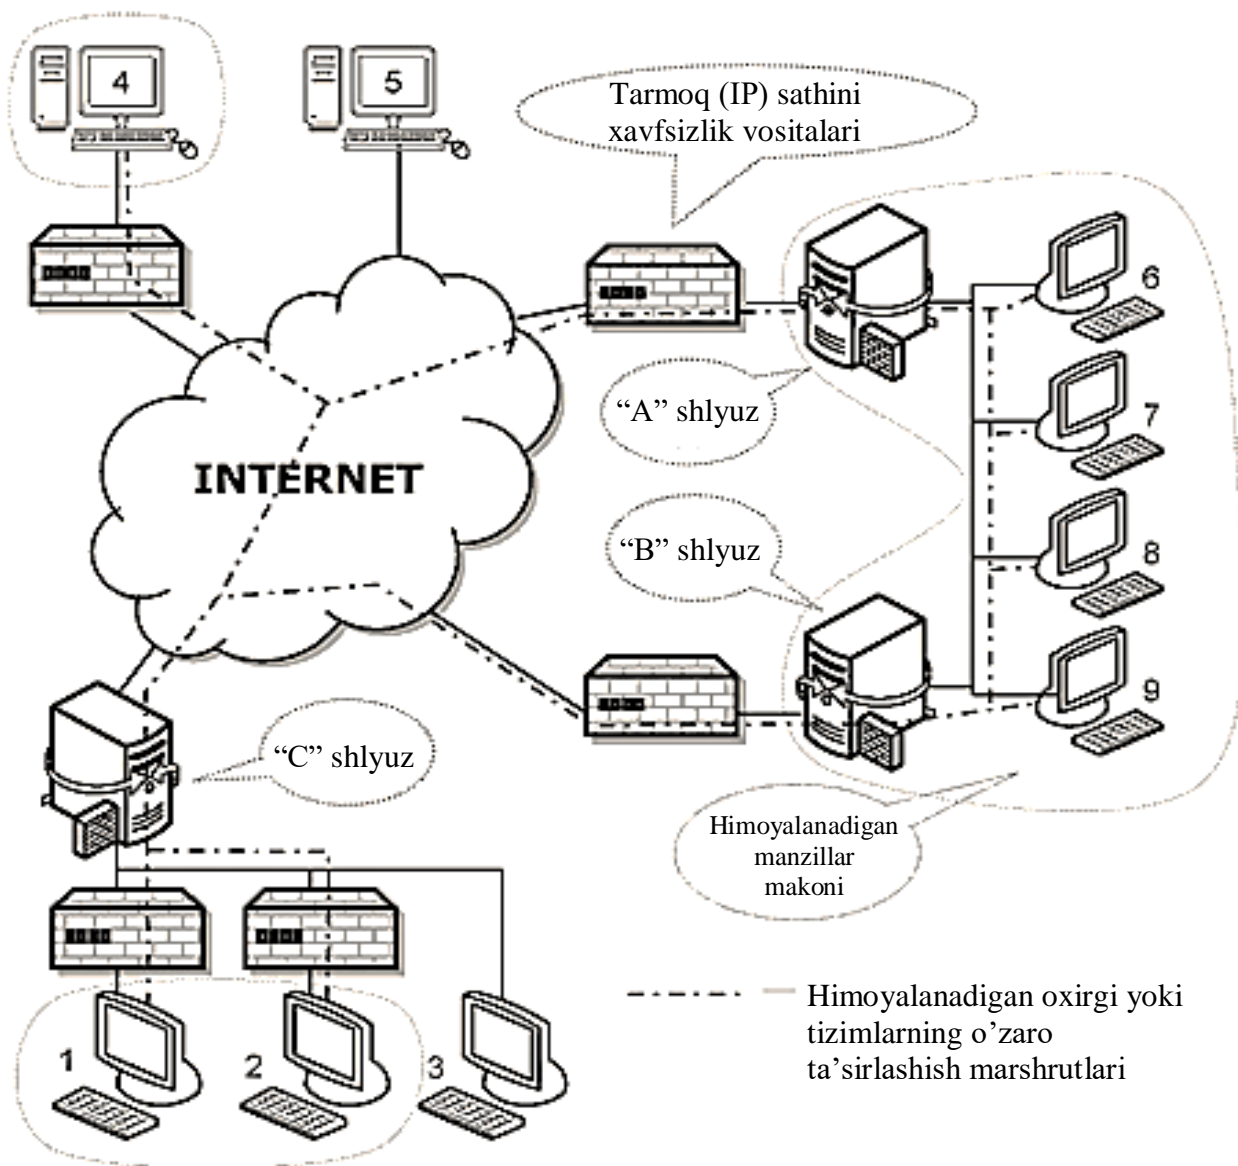 4
5
Tarmoq (IP) sathini
xavfsizlik vositalari
6
“A” shlyuz
7
INTERNET
“B” shlyuz
8
9
“C” shlyuz
Himoyalanadigan
manzillar
makoni
Himoyalanadigan oxirgi yoki
tizimlarning o’zaro
ta’sirlashish marshrutlari
1
2
3